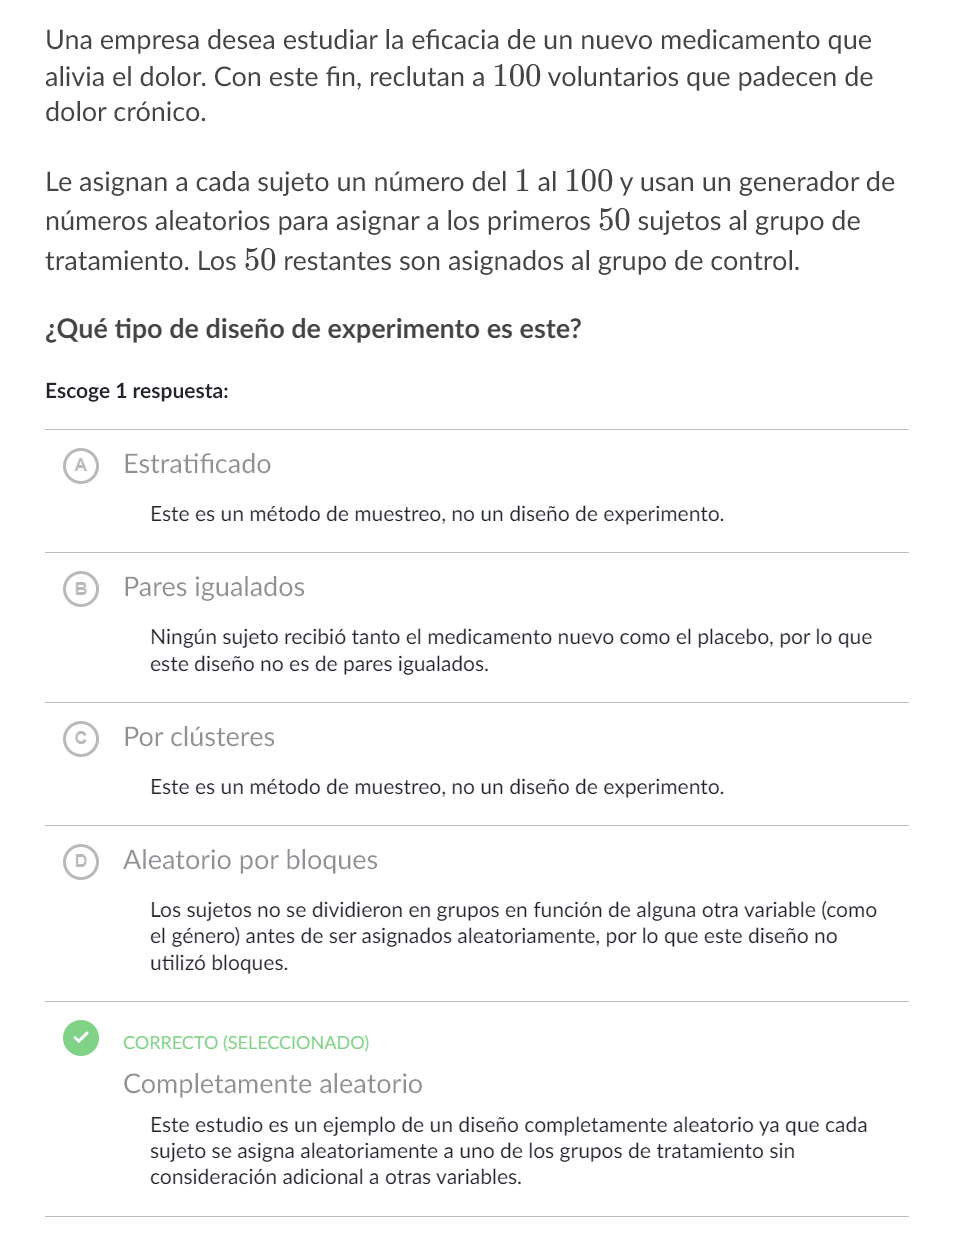 Una empresa desea estudiar la eficacia de un nuevo medicamento que
alivia el dolor. Con este fin, reclutan a 100 voluntarios que padecen de
dolor crónico.
Le asignan a cada sujeto un número del 1 al 100 y usan un generador de
números aleatorios para asignar a los primeros 50 sujetos al grupo de
tratamiento. Los 50 restantes son asignados al grupo de control.
¿Qué tipo de diseño de experimento es este?
Escoge 1 respuesta:
A Estratificado
Este es un método de muestreo, no un diseño de experimento.
B Pares igualados
Ningún sujeto recibió tanto el medicamento nuevo como el placebo, por lo que
este diseño no es de pares igualados.
C Por clústeres
Este es un método de muestreo, no un diseño de experimento.
D Aleatorio por bloques
Los sujetos no se dividieron en grupos en función de alguna otra variable (como
el género) antes de ser asignados aleatoriamente, por lo que este diseño no
utilizó bloques.
CORRECTO (SELECCIONADO)
Completamente aleatorio
Este estudio es un ejemplo de un diseño completamente aleatorio ya que cada
sujeto se asigna aleatoriamente a uno de los grupos de tratamiento sin
consideración adicional a otras variables.